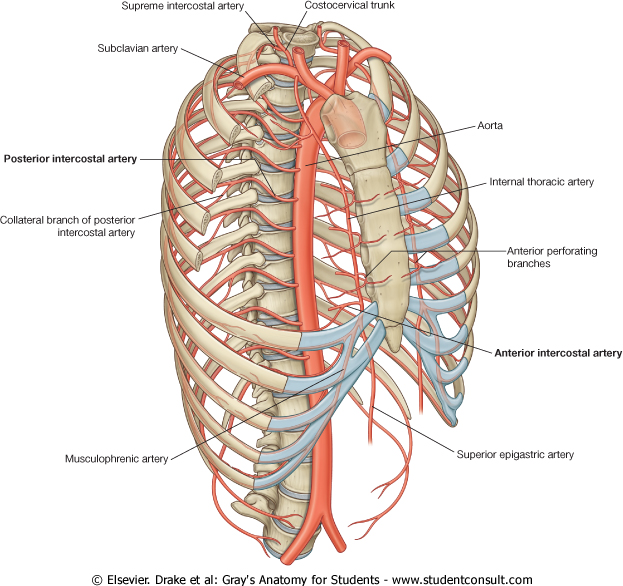 Supreme intercostal artery
Costocervical trunk
Subclavian artery
Aorta
Posterior intercostal artery
Internal thoracic artery
Collateral branch of posterior
intercostal artery
Anterior perforating
branches
Anterior intercostal artery
Musculophrenic artery
Superior epigastric artery
© Elsevier. Drake et al: Gray's Anatomy for Students - www.studentconsult.com